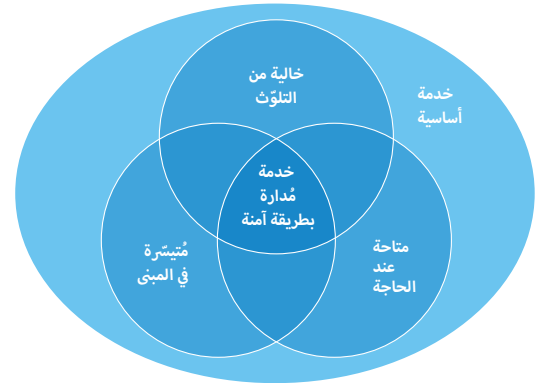 خالية من
التلوّث
خدمة
أساسية
خدمة
مُدارة
بطريقة آمنة
متاحة
عند
الحاجة
مُتيسّرة
في المبنى